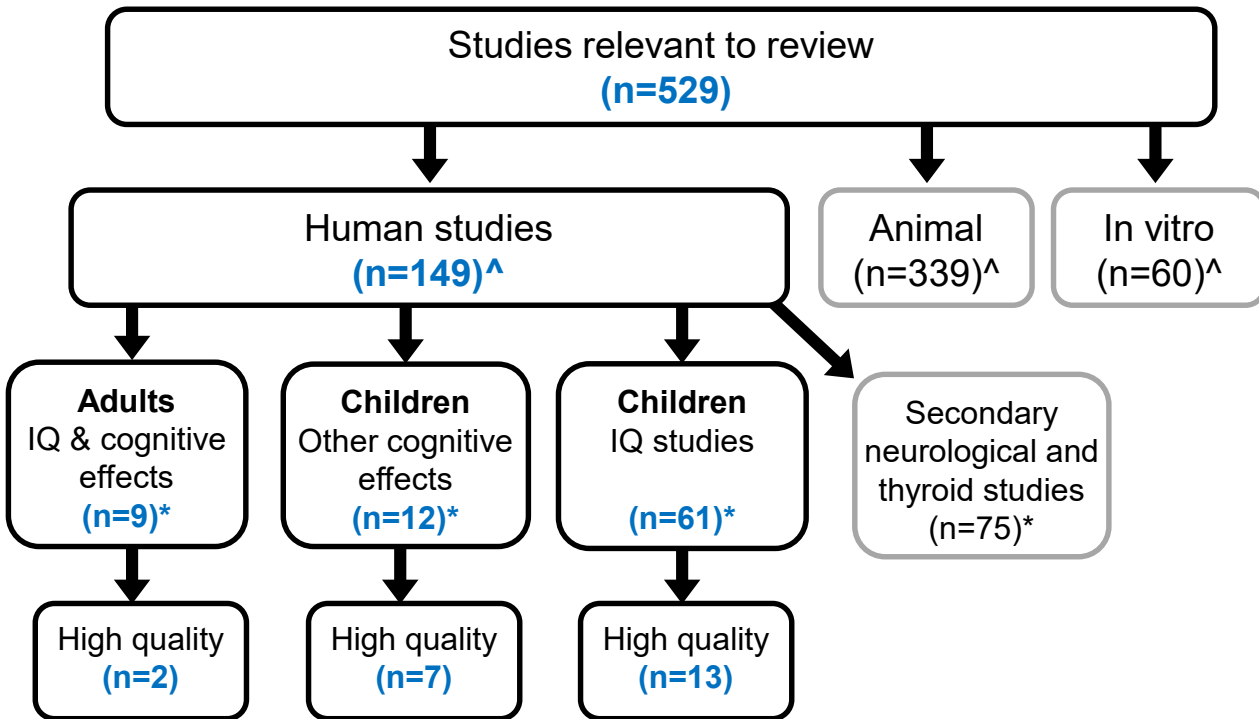 Studies relevant to review
(n=529)
Human studies
(n=149)^
Animal
(n=339)^
In vitro
(n=60)^
Adults
IQ & cognitive
effects
(n=9)*
Children
Other cognitive
effects
(n=12)*
Children
IQ studies
(n=61)*
Secondary
neurological and
thyroid studies
(n=75)*
High quality
(n=2)
High quality
(n=7)
High quality
(n=13)